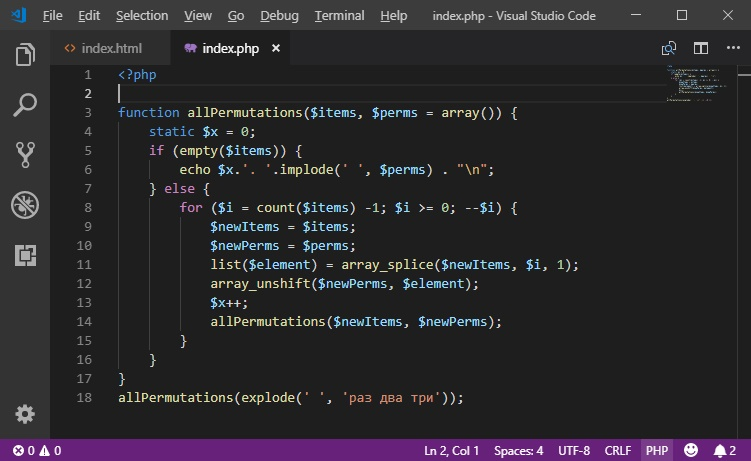 File Edit Selection View Go Debug Terminal Help index.php - Visual Studio Code
index.html index.php
1 <?php
2
3 function allPermutations($items, $perms = array()) {
4 static $x = 0;
5 if (empty($items)) {
6 echo $x.'. '.implode(' ', $perms) . "\n";
7 } else {
8 for ($i = count($items) -1; $i >= 0; --$i) {
9 $newItems = $items;
10 $newPerms = $perms;
11 list($element) = array_splice($newItems, $i, 1);
12 array_unshift($newPerms, $element);
13 $x++;
14 allPermutations($newItems, $newPerms);
15 }
16 }
17 }
18 allPermutations(explode(' ', 'раз два три'));
0 0 Ln 2, Col 1 Spaces: 4 UTF-8 CRLF PHP 2